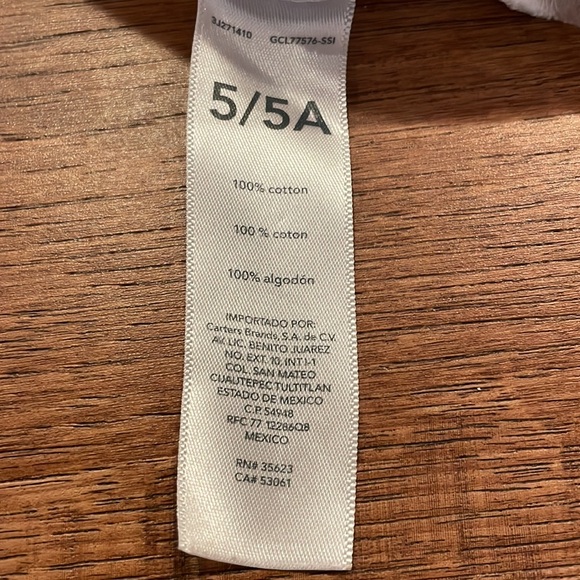 3J271410 GCL77576-SSI
5/5A
100% cotton
100 % coton
100% algodón
IMPORTADO POR:
Carters Brands, S.A. de C.V.
AV. LIC. BENITO JUAREZ
NO. EXT. 10, INT I-1
COL. SAN MATEO
CUAUTEPEC TULTITLAN
ESTADO DE MEXICO
C.P. 54948
RFC 77 12286Q8
MEXICO
RN# 35623
CA# 53061